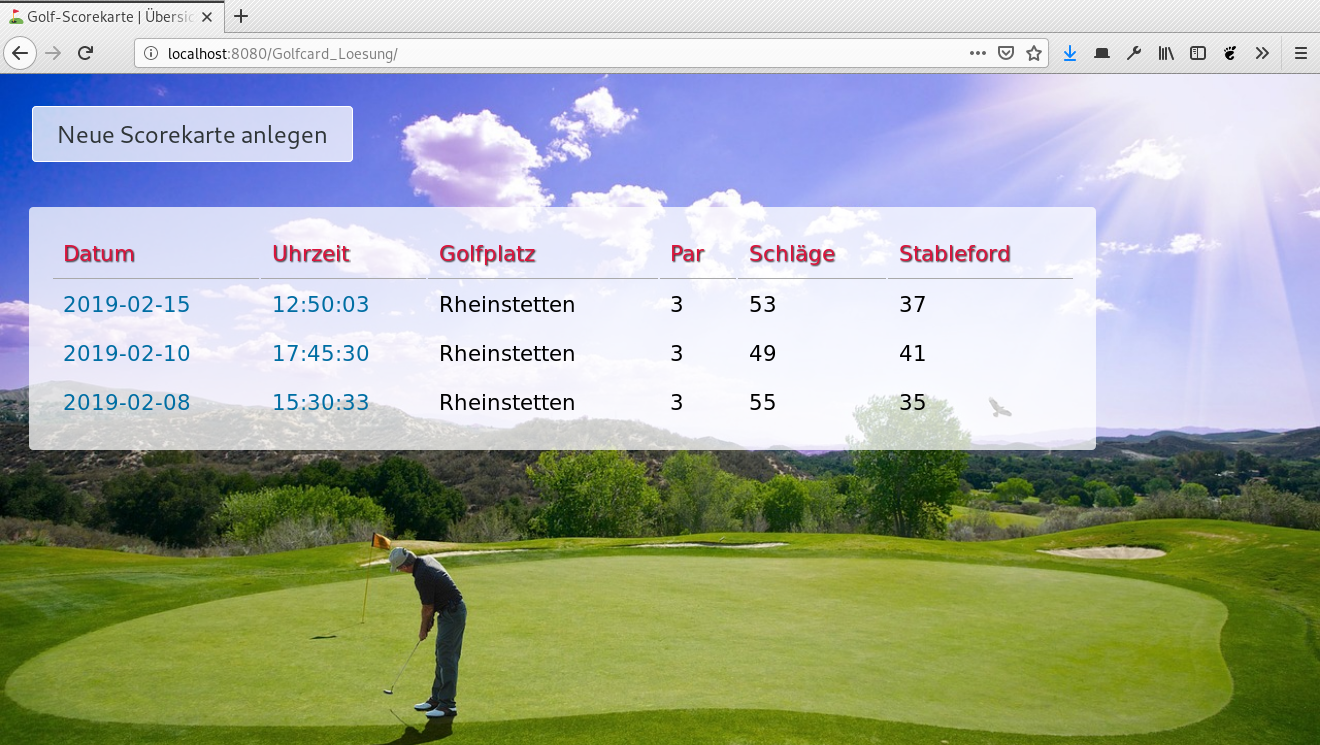 Golf-Scorekarte | Übersic
localhost:8080/Golfcard_Loesung/
Neue Scorekarte anlegen
Datum Uhrzeit Golfplatz Par Schläge Stableford
2019-02-15 12:50:03 Rheinstetten 3 53 37
2019-02-10 17:45:30 Rheinstetten 3 49 41
2019-02-08 15:30:33 Rheinstetten 3 55 35